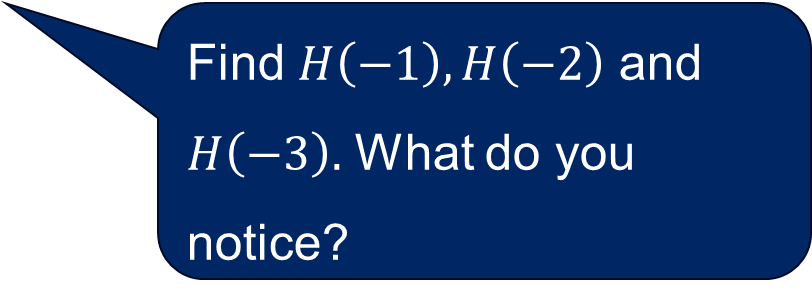 Find 𝐻(−1), 𝐻(−2) and
𝐻(−3). What do you
notice?